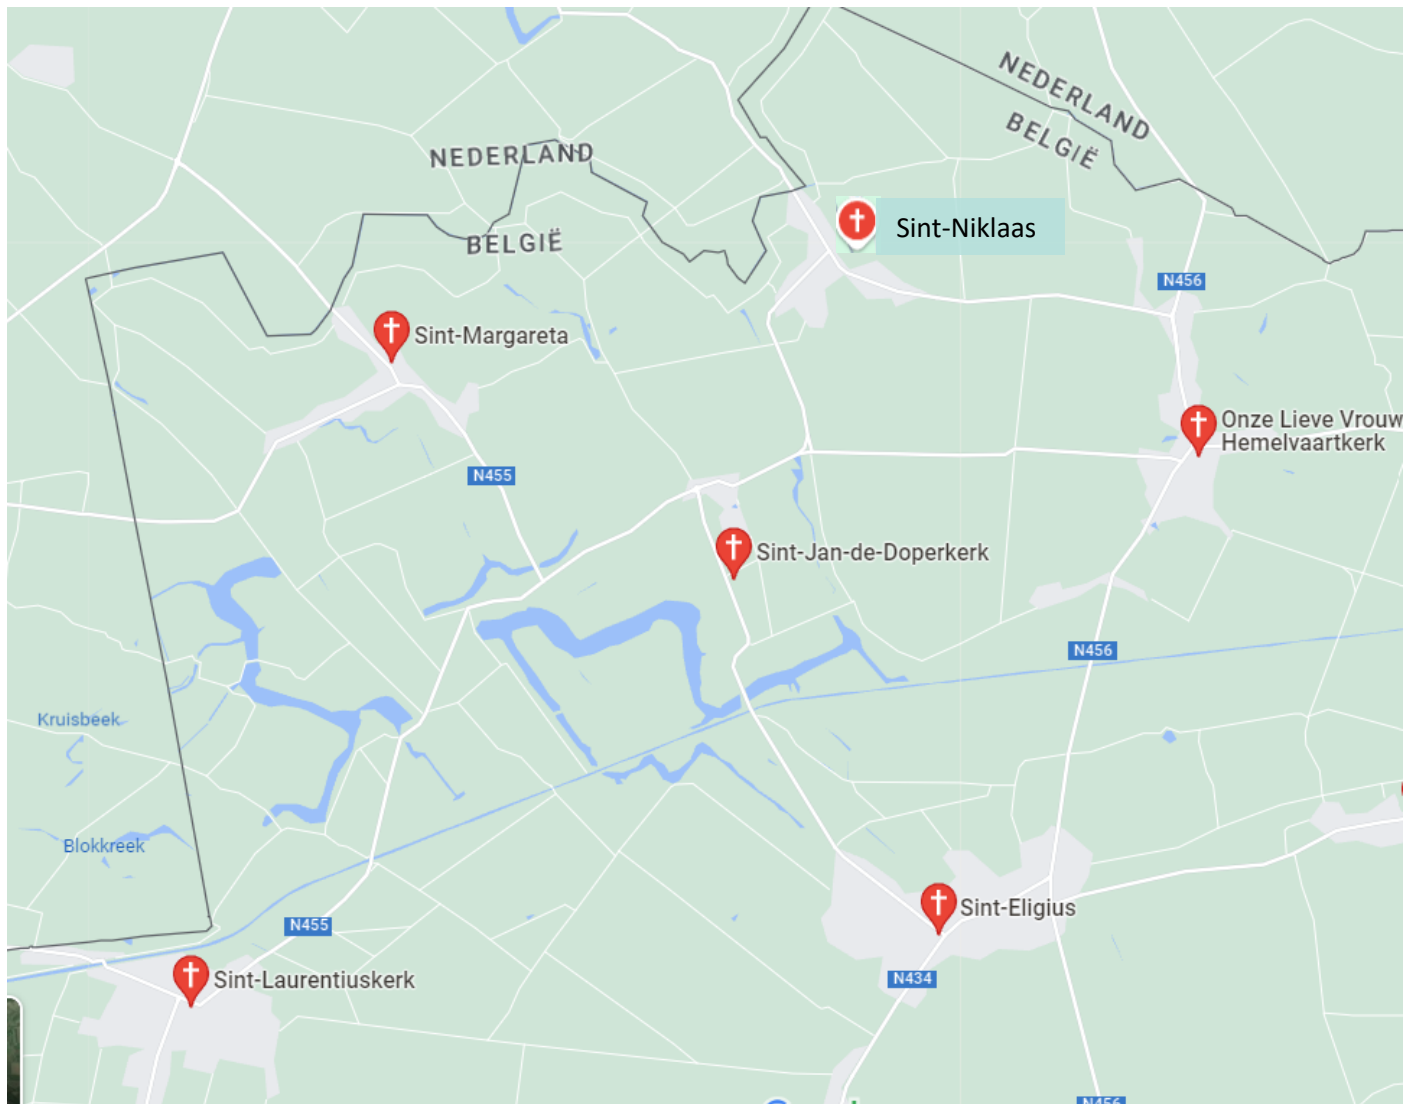 NEDERLAND
BELGIË
NEDERLAND
BELGIË
Sint-Niklaas
N456
Sint-Margareta
Onze Lieve Vrouw
Hemelvaartkerk
N455
Sint-Jan-de-Doperkerk
N456
Kruisbeek
Blokkreek
Sint-Eligius
N455
Sint-Laurentiuskerk
N434
N456